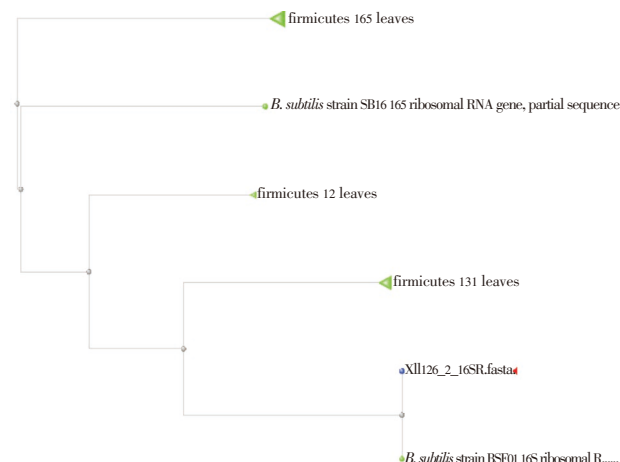 firmicutes 165 leaves
B. subtilis strain SB16 165 ribosomal RNA gene, partial sequence
firmicutes 12 leaves
firmicutes 131 leaves
Xll126_2_16SR.fasta
B. subtilis strain BSF01 16S ribosomal R......